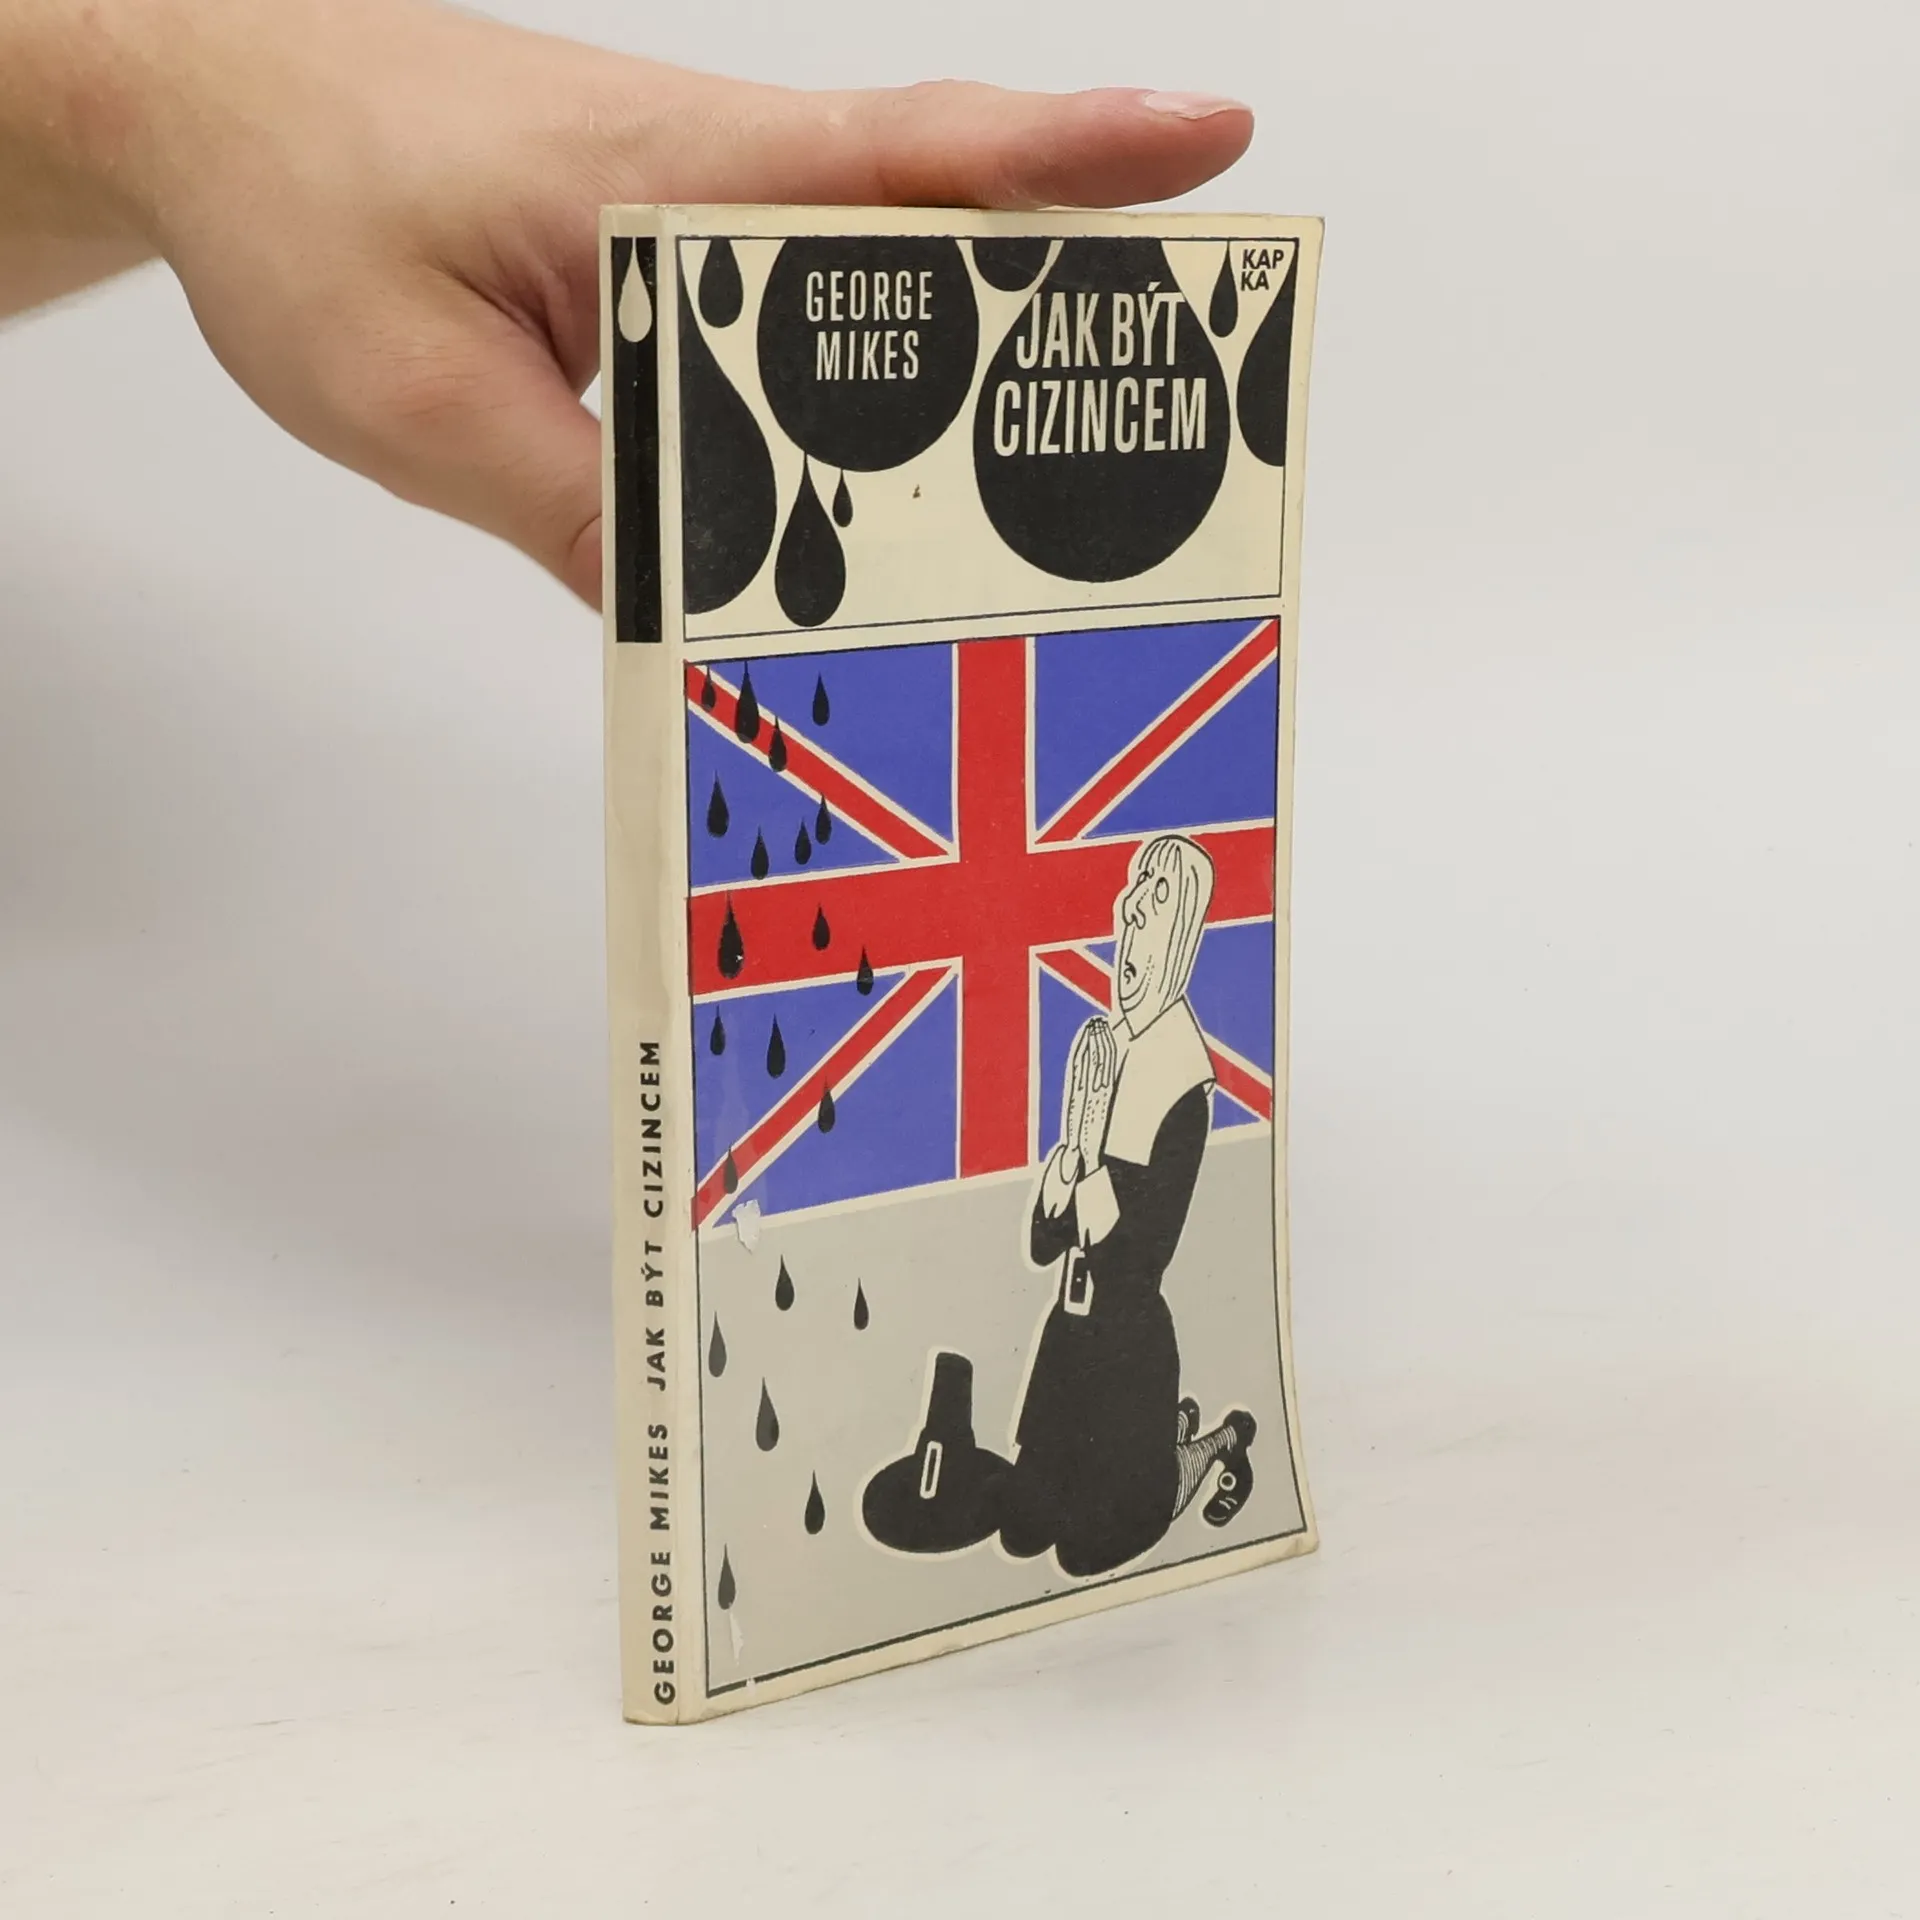 GEORGE
MIKES
JAK BÝT
CIZINCEM
KAP
KA
GEORGE MIKES JAK BÝT CIZINCEM